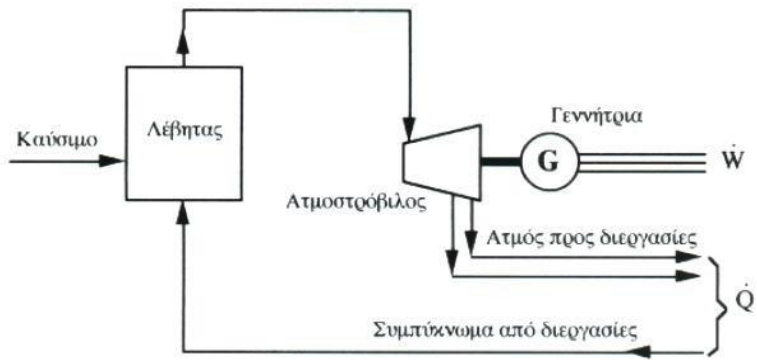 Καύσιμο
Λέβητας
Ατμοστρόβιλος
Γεννήτρια
G
Ẇ
Ατμός προς διεργασίες
Q̇
Συμπύκνωμα από διεργασίες